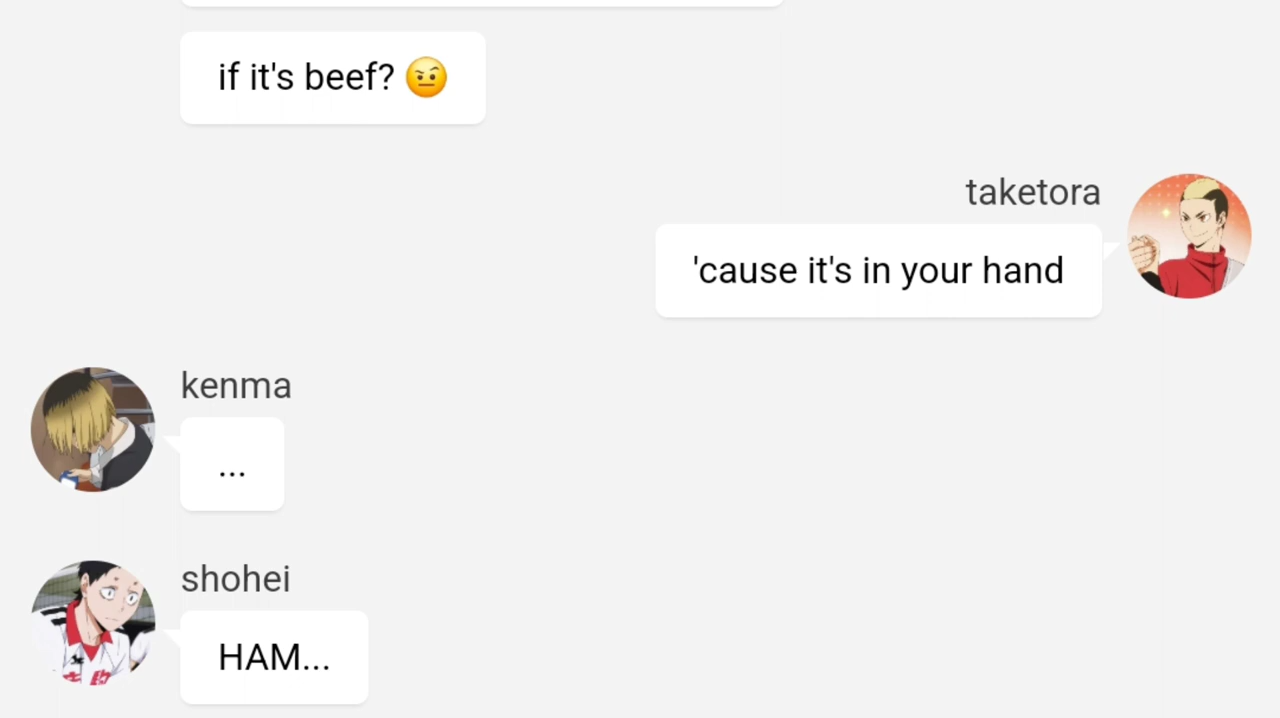 if it's beef? 🤨
taketora
'cause it's in your hand
kenma
...
shohei
HAM...